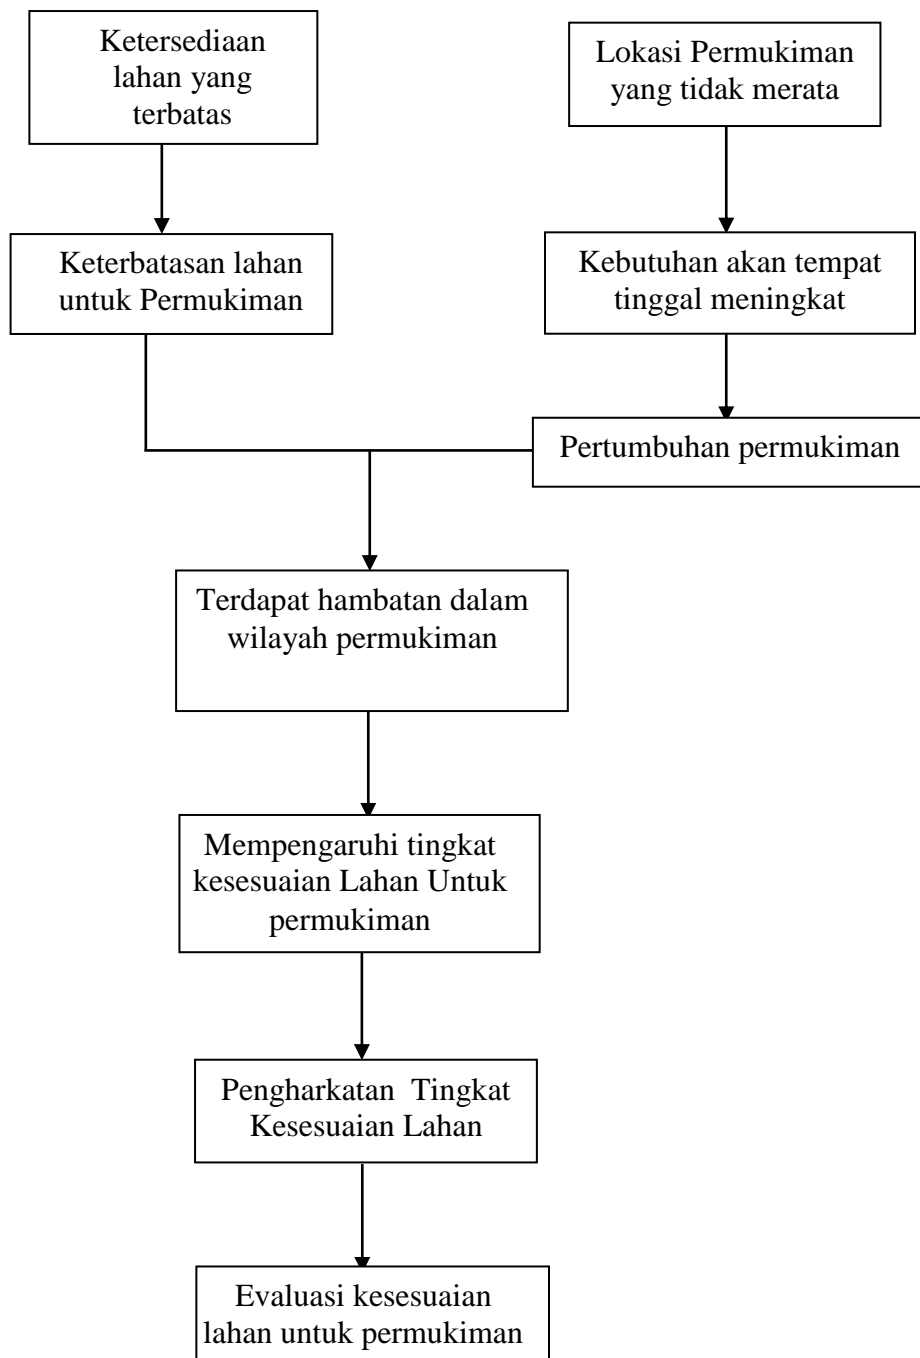 Ketersediaan
lahan yang
terbatas
Lokasi Permukiman
yang tidak merata
Keterbatasan lahan
untuk Permukiman
Kebutuhan akan tempat
tinggal meningkat
Pertumbuhan permukiman
Terdapat hambatan dalam
wilayah permukiman
Mempengaruhi tingkat
kesesuaian Lahan Untuk
permukiman
Pengharkatan Tingkat
Kesesuaian Lahan
Evaluasi kesesuaian
lahan untuk permukiman